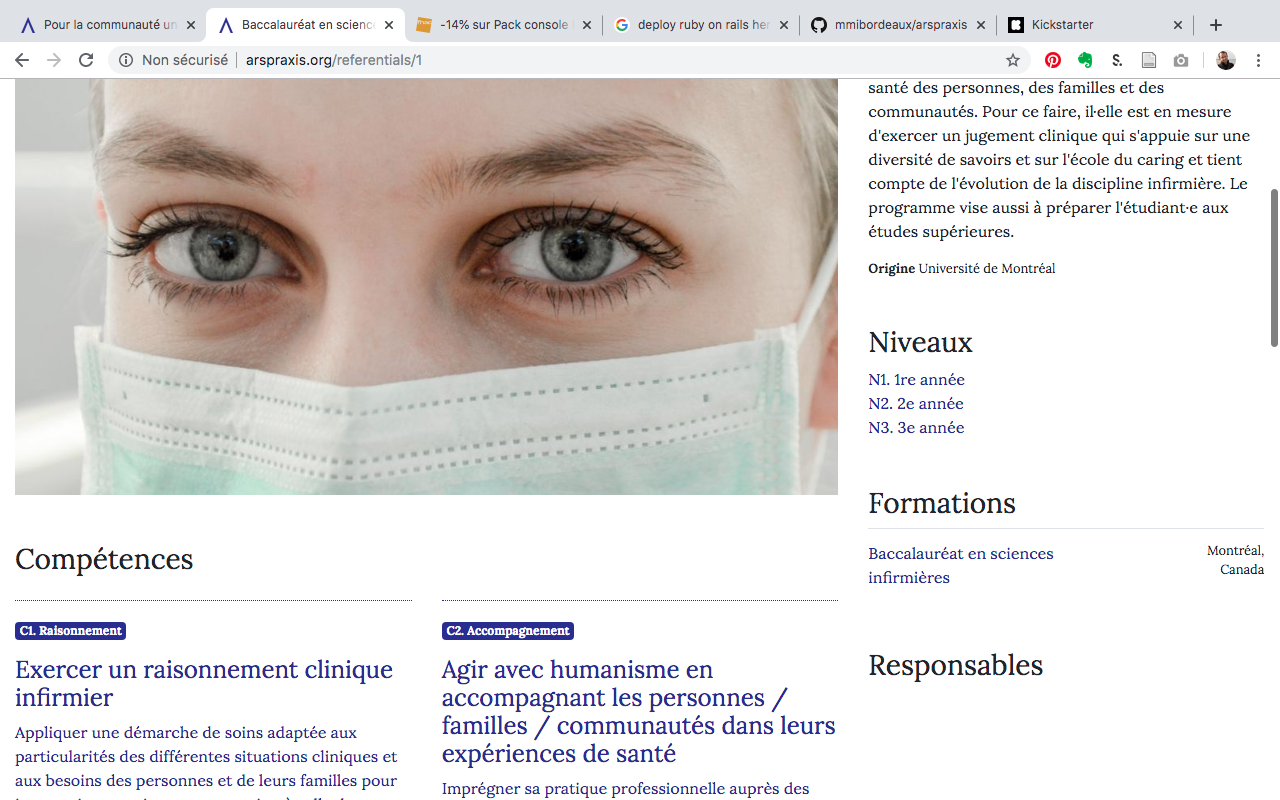 Pour la communauté un
Baccalauréat en science
-14% sur Pack console
deploy ruby on rails her
mmibordeaux/arspraxis
Kickstarter
Non sécurisé
arspraxis.org/referentials/1
santé des personnes, des familles et des
communautés. Pour ce faire, il·elle est en mesure
d'exercer un jugement clinique qui s'appuie sur une
diversité de savoirs et sur l'école du caring et tient
compte de l'évolution de la discipline infirmière. Le
programme vise aussi à préparer l'étudiant·e aux
études supérieures.
Origine Université de Montréal
Niveaux
N1. 1re année
N2. 2e année
N3. 3e année
Formations
Baccalauréat en sciences
infirmières
Montréal,
Canada
Responsables
Compétences
C1. Raisonnement
Exercer un raisonnement clinique
infirmier
Appliquer une démarche de soins adaptée aux
particularités des différentes situations cliniques et
aux besoins des personnes et de leurs familles pour
C2. Accompagnement
Agir avec humanisme en
accompagnant les personnes /
familles / communautés dans leurs
expériences de santé
Imprégner sa pratique professionnelle auprès des